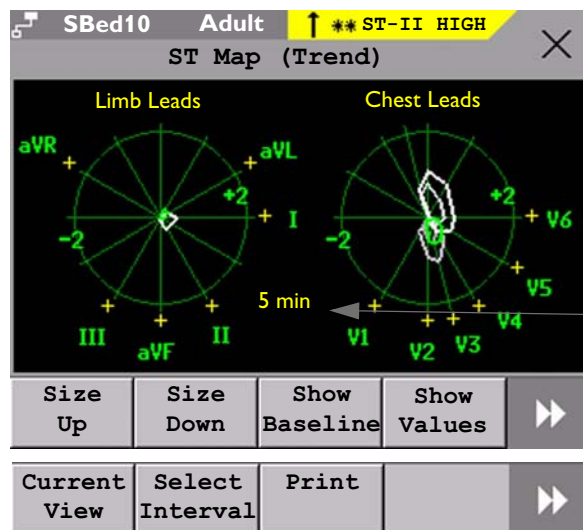 SBed10 Adult ** ST-II HIGH
ST Map (Trend)
Limb Leads Chest Leads
aVR aVL
+2 +2
I V6
-2 -2
V5
5 min
V4
III II V1 V3
aVF V2
Size Up Size Down Show Baseline Show Values
Current View Select Interval Print